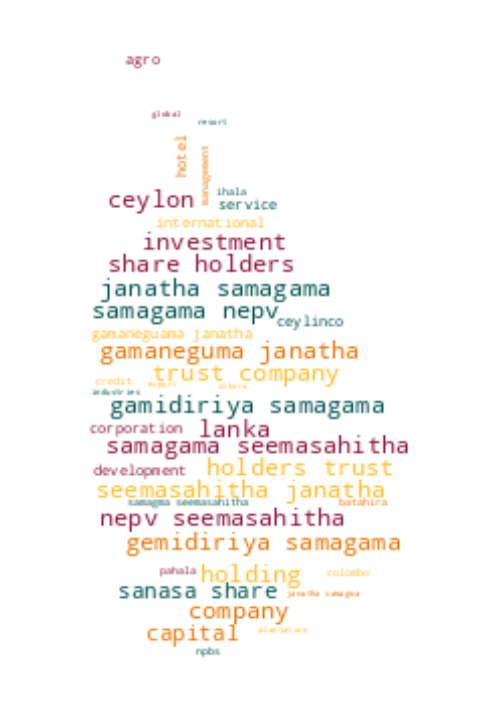 agro
global
resort
hotel
management
ihala
ceylon
service
international
investment
share holders
janatha samagama
samagama nepv
ceylinco
gamaneguama janatha
gamaneguma janatha
trust company
credit
export
industries
gamidiriya samagama
corporation lanka
samagama seemasahitha
development holders trust
seemasahitha janatha
samagma seemasahitha
batahira
nepv seemasahitha
gemidiriya samagama
pahala holding colombo
sanasa share janatha samagma
company
capital plantation
npbs